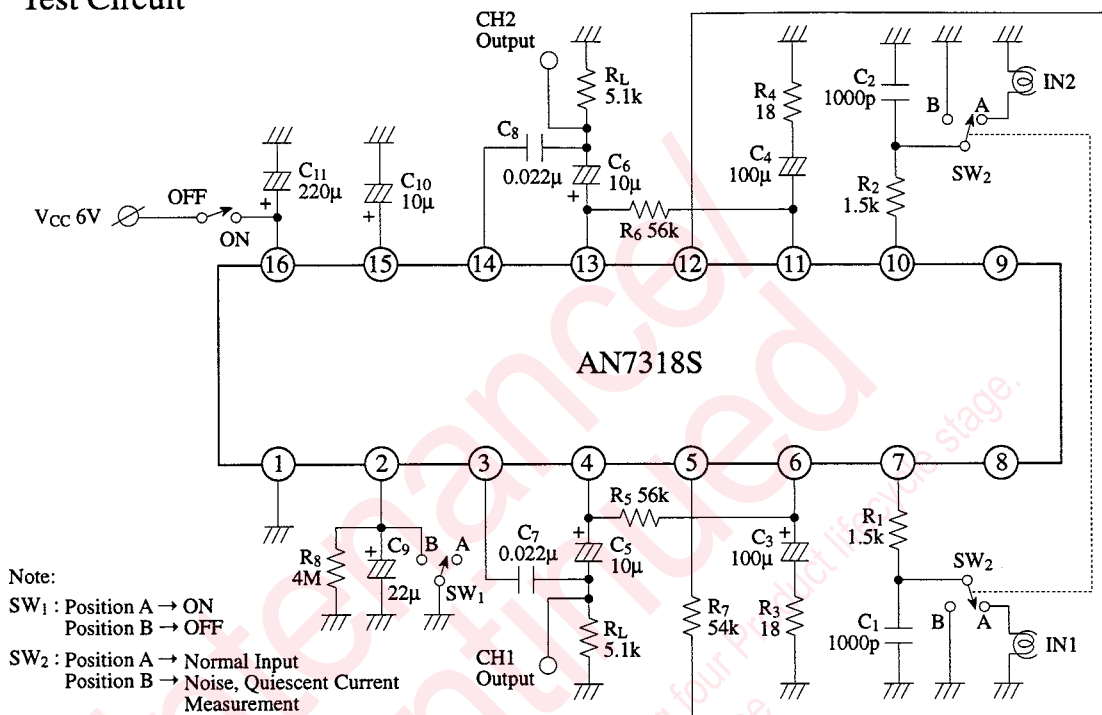 Test Circuit
CH2
Output
RL
5.1k
C8
0.022μ
C6
10μ
+
R6 56k
R4
18
C4
100μ
C2
1000p
B
A
IN2
SW2
R2
1.5k
C11
220μ
+
C10
10μ
+
VCC 6V
OFF
ON
16
15
14
13
12
11
10
9
AN7318S
1
2
3
4
5
6
7
8
R8
4M
+
C9
22μ
B
A
SW1
C7
0.022μ
R5 56k
+
C5
10μ
RL
5.1k
CH1
Output
R7
54k
+
C3
100μ
R3
18
R1
1.5k
C1
1000p
SW2
B
A
IN1
Note:
SW1 : Position A → ON
Position B → OFF
SW2 : Position A → Normal Input
Position B → Noise, Quiescent Current
Measurement